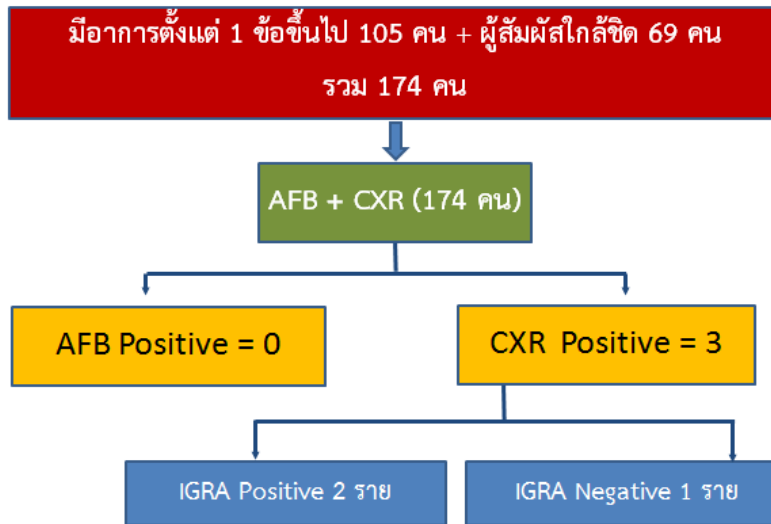 มีอาการตั้งแต่ 1 ข้อขึ้นไป 105 คน + ผู้สัมผัสใกล้ชิด 69 คน
รวม 174 คน
AFB + CXR (174 คน)
AFB Positive = 0
CXR Positive = 3
IGRA Positive 2 ราย
IGRA Negative 1 ราย